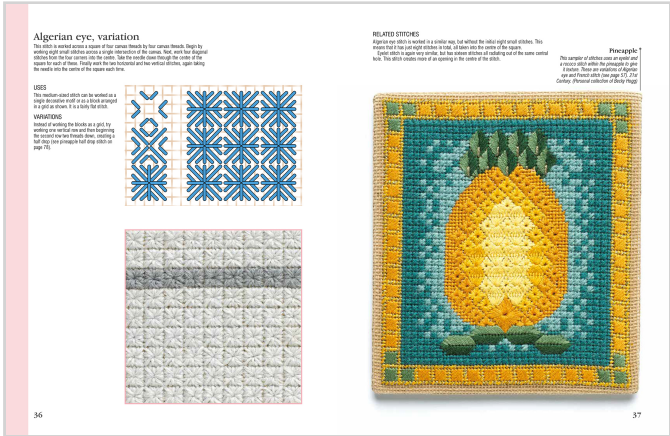 Algerian eye, variation
This stitch is worked across a square of four canvas threads by four canvas threads. Begin by
working eight small stitches across a single intersection of the canvas. Next, work four diagonal
stitches from the four corners into the centre. Take the needle down through the centre of the
square for each of these. Finally work the two horizontal and two vertical stitches, again taking
the needle into the centre of the square each time.
USES
This medium-sized stitch can be worked as a
single decorative motif or as a block arranged
in a grid as shown. It is a fairly flat stitch.
VARIATIONS
Instead of working the blocks as a grid, try
working one vertical row and then beginning
the second row two threads down, creating a
half drop (see pineapple half drop stitch on
page 70).
36
RELATED STITCHES
Algerian eye stitch is worked in a similar way, but without the initial eight small stitches. This
means that it has just eight stitches in total, all taken into the centre of the square.
Eyelet stitch is again very similar, but has sixteen stitches all radiating out of the same central
hole. This stitch creates more of an opening in the centre of the stitch.
Pineapple
This sampler of stitches uses an eyelet and
a rococo stitch within the pineapple to give
it texture. These are variations of Algerian
eye and French stitch (see page 57). 21st
Century. (Personal collection of Becky Hogg)
37